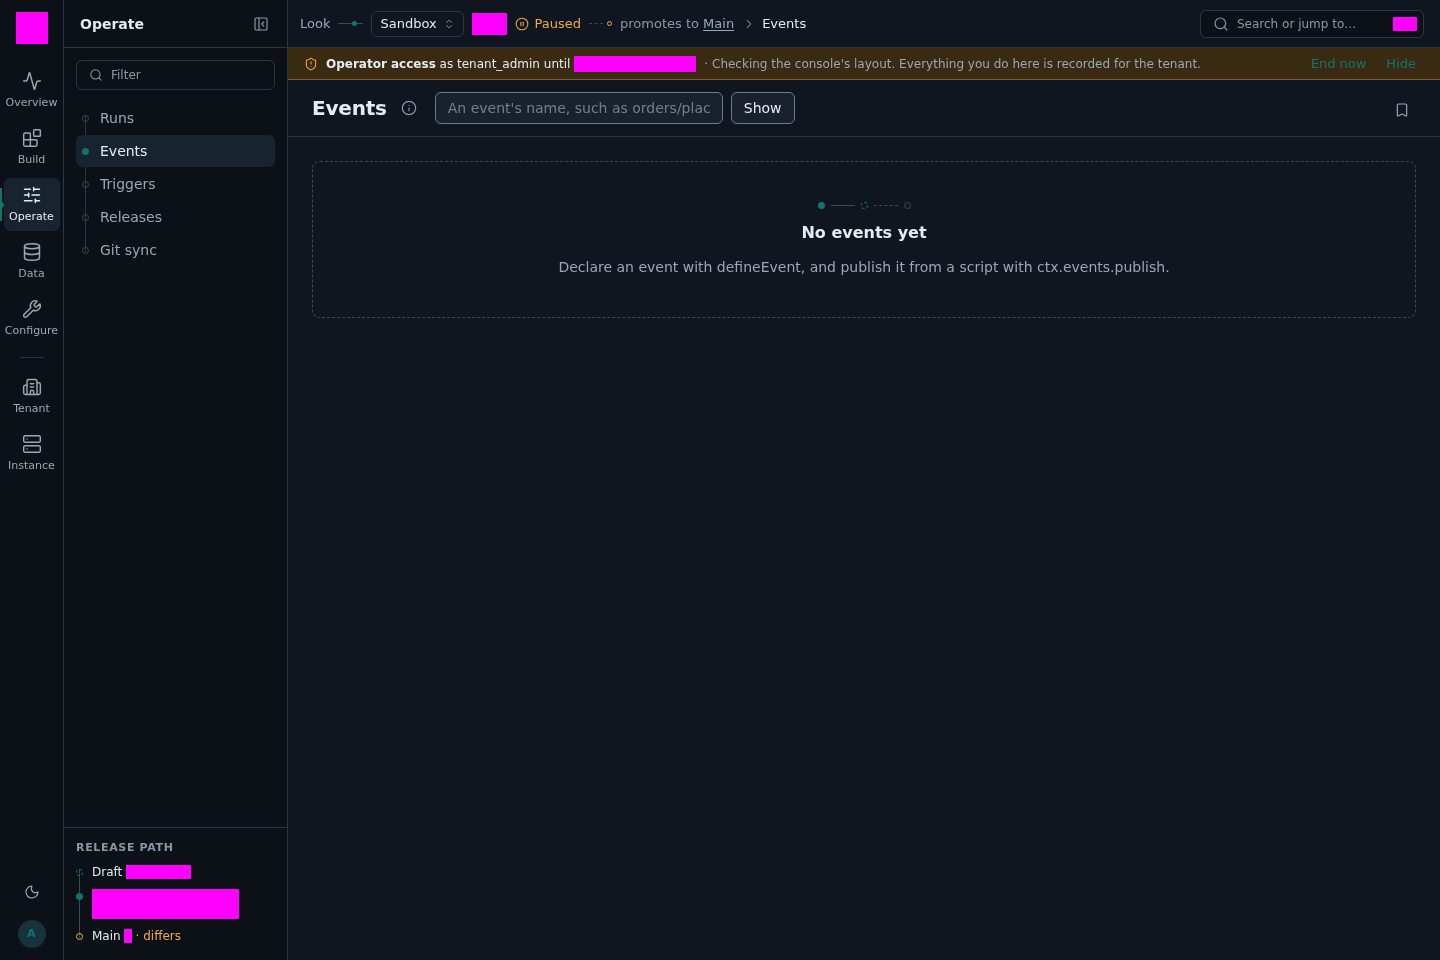 Operate
Look
Sandbox
Paused
promotes to Main
Events
Search or jump to...
Operator access as tenant_admin until
· Checking the console's layout. Everything you do here is recorded for the tenant.
End now
Hide
Overview
Build
Operate
Data
Configure
Tenant
Instance
A
Filter
Runs
Events
Triggers
Releases
Git sync
Events
An event's name, such as orders/plac
Show
No events yet
Declare an event with defineEvent, and publish it from a script with ctx.events.publish.
RELEASE PATH
Draft
Main · differs